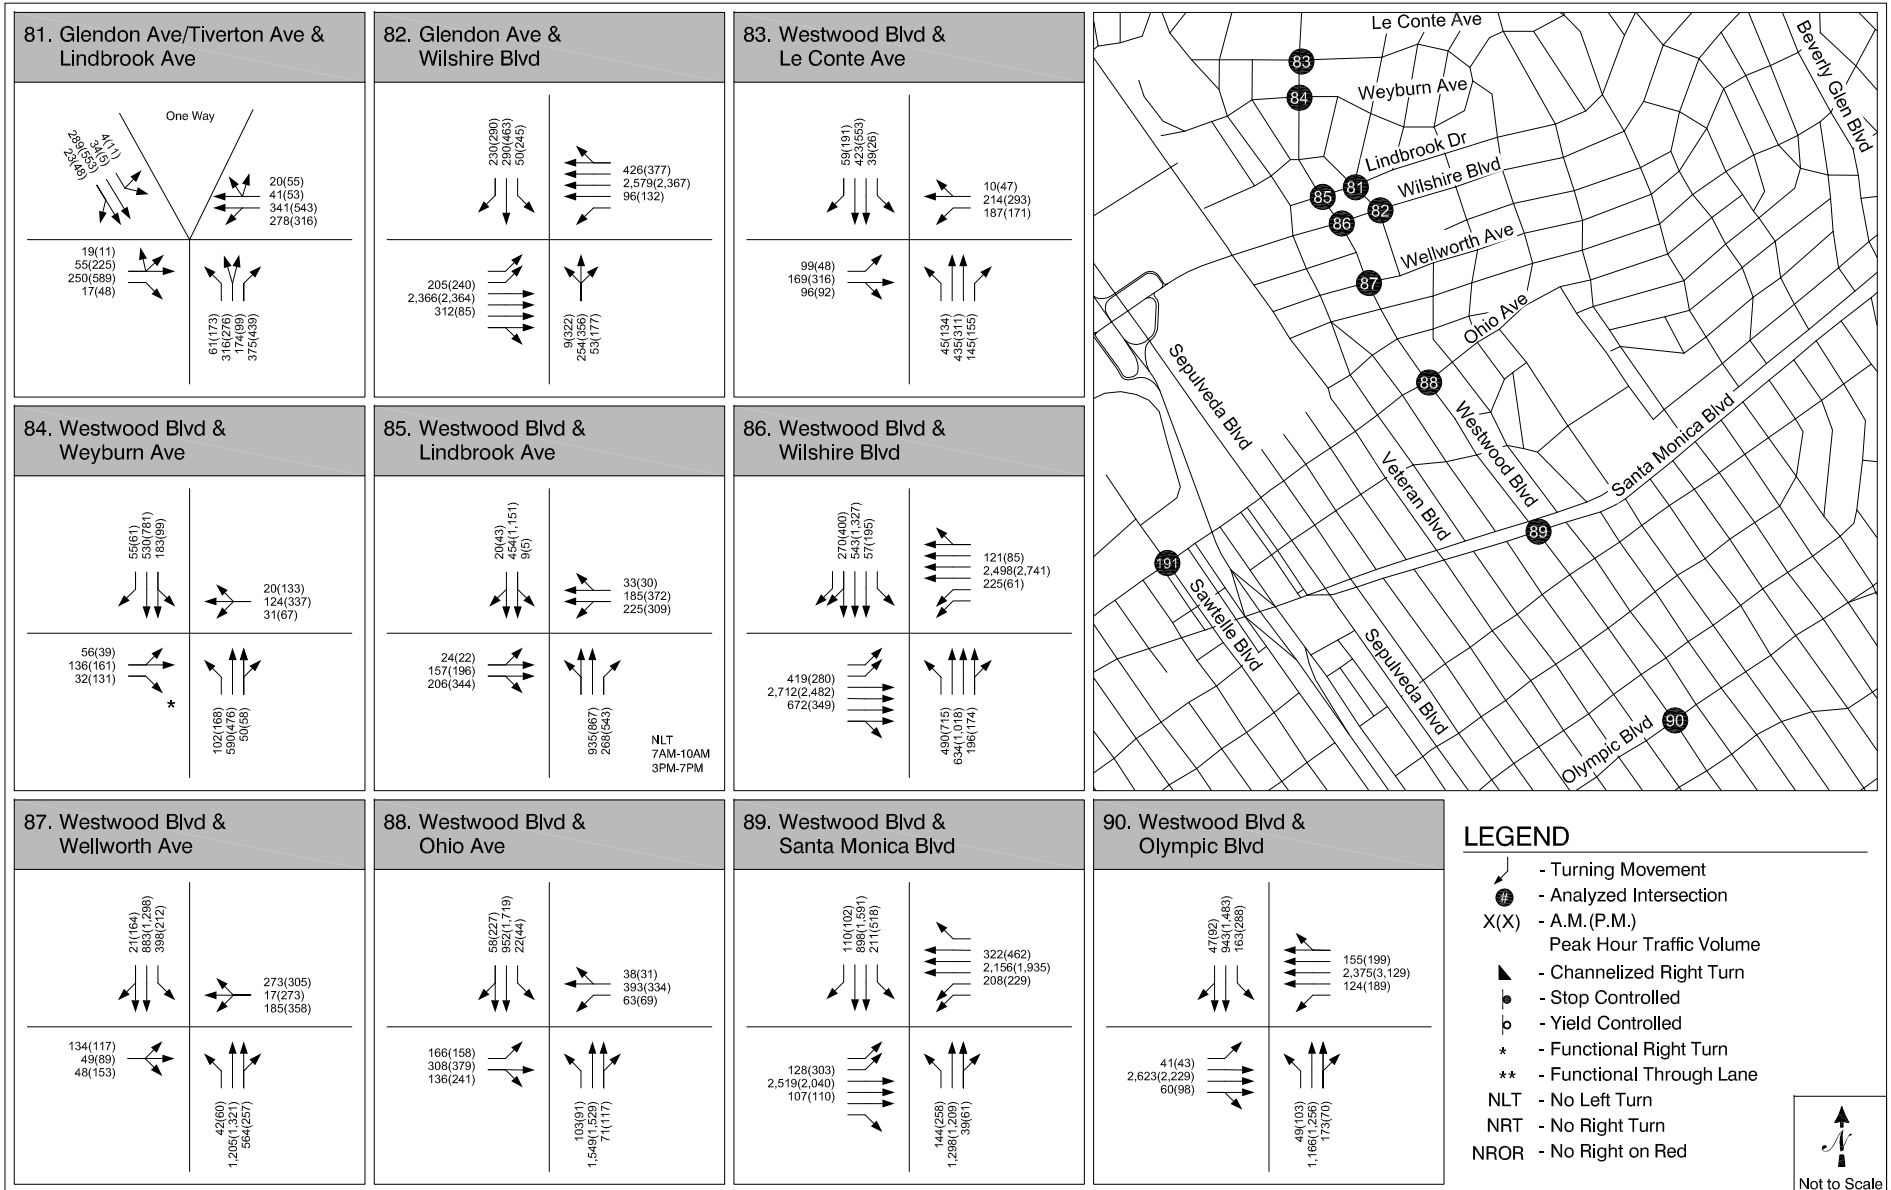 81. Glendon Ave/Tiverton Ave &
Lindbrook Ave
One Way
4(11)
34(5)
289(553)
23(48)
20(55)
41(53)
341(543)
278(316)
19(11)
55(225)
250(589)
17(48)
61(173)
316(276)
174(99)
375(439)
82. Glendon Ave &
Wilshire Blvd
230(290)
290(463)
50(245)
426(377)
2,579(2,367)
96(132)
205(240)
2,366(2,364)
312(85)
9(322)
254(356)
53(177)
83. Westwood Blvd &
Le Conte Ave
59(191)
423(553)
39(26)
10(47)
214(293)
187(171)
99(48)
169(316)
96(92)
45(134)
435(311)
145(155)
84. Westwood Blvd &
Weyburn Ave
55(61)
530(781)
183(99)
20(133)
124(337)
31(67)
56(39)
136(161)
32(131)
*
102(168)
590(476)
50(58)
85. Westwood Blvd &
Lindbrook Ave
20(43)
454(1,151)
9(5)
33(30)
185(372)
225(309)
24(22)
157(196)
206(344)
935(867)
268(543)
NLT
7AM-10AM
3PM-7PM
86. Westwood Blvd &
Wilshire Blvd
270(400)
543(1,327)
57(195)
121(85)
2,498(2,741)
225(61)
419(280)
2,712(2,482)
672(349)
490(715)
634(1,018)
196(174)
87. Westwood Blvd &
Wellworth Ave
21(164)
883(1,298)
398(212)
273(305)
17(273)
185(358)
134(117)
49(89)
48(153)
42(60)
1,205(1,321)
564(257)
88. Westwood Blvd &
Ohio Ave
58(227)
952(1,719)
22(44)
38(31)
393(334)
63(69)
166(158)
308(379)
136(241)
103(91)
1,549(1,529)
71(117)
89. Westwood Blvd &
Santa Monica Blvd
110(102)
898(1,591)
211(518)
322(462)
2,156(1,935)
208(229)
128(303)
2,519(2,040)
107(110)
144(258)
1,298(1,209)
39(61)
90. Westwood Blvd &
Olympic Blvd
47(92)
943(1,483)
163(288)
155(199)
2,375(3,129)
124(189)
41(43)
2,623(2,229)
60(98)
49(103)
1,166(1,256)
173(70)
Le Conte Ave
Beverly Glen Blvd
83
Weyburn Ave
84
Lindbrook Dr
Wilshire Blvd
81
85
82
86
Wellworth Ave
87
Ohio Ave
Sepulveda Blvd
88
Westwood Blvd
Santa Monica Blvd
Veteran Blvd
89
191
Sawtelle Blvd
Sepulveda Blvd
90
Olympic Blvd
LEGEND
- Turning Movement
# - Analyzed Intersection
X(X) - A.M.(P.M.)
Peak Hour Traffic Volume
- Channelized Right Turn
- Stop Controlled
- Yield Controlled
* - Functional Right Turn
** - Functional Through Lane
NLT - No Left Turn
NRT - No Right Turn
NROR - No Right on Red
N
Not to Scale